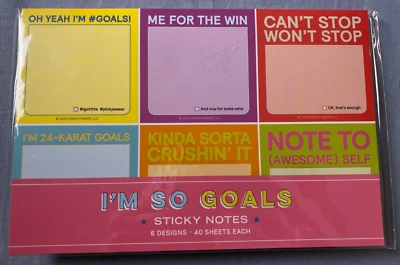 OH YEAH I'M #GOALS!
#igotthis #pinkyswear
ME FOR THE WIN
And now for some wine.
CAN'T STOP
WON'T STOP
OK, that's enough.
I'M 24-KARAT GOALS
KINDA SORTA
CRUSHIN' IT
NOTE TO
(AWESOME) SELF
I'M SO GOALS
★ STICKY NOTES ★
6 DESIGNS · 40 SHEETS EACH